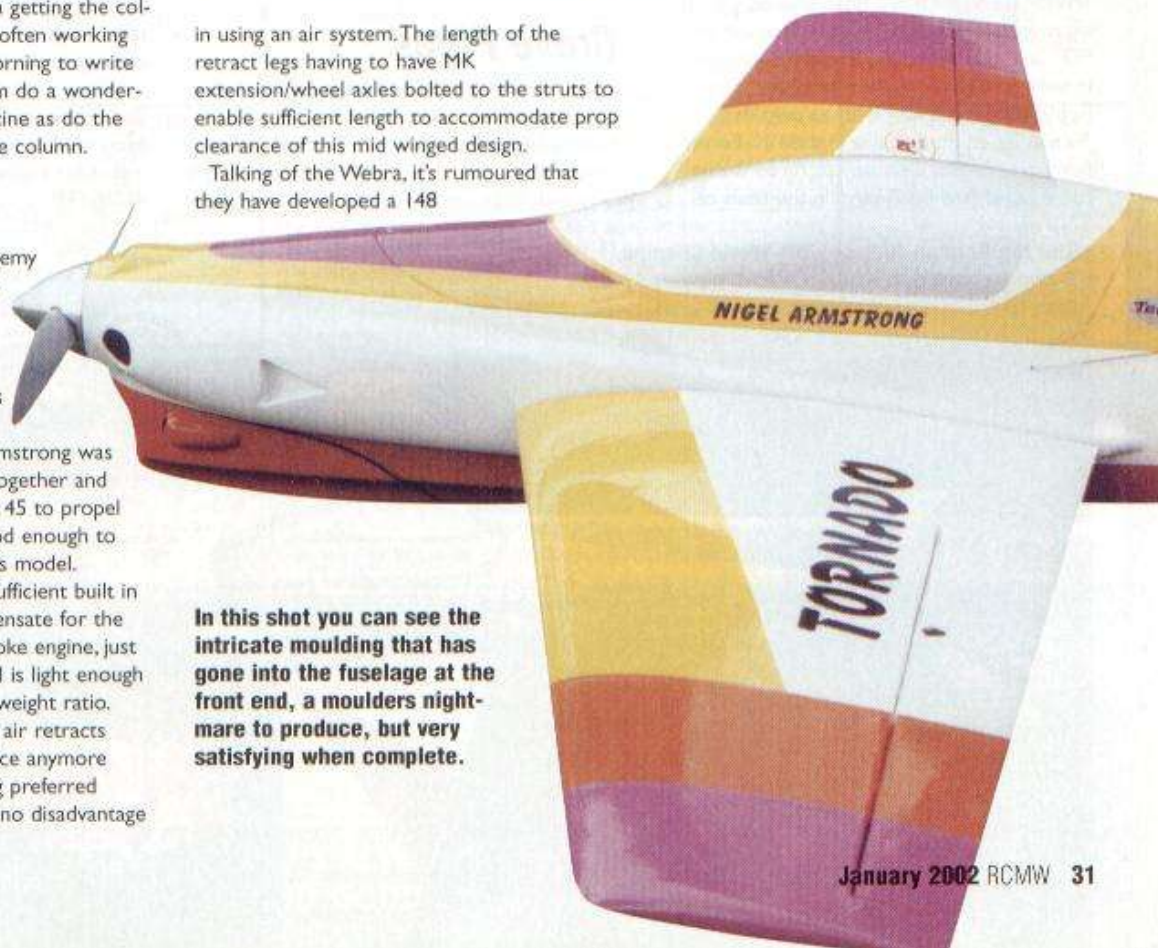 getting the col-
often working
orning to write
m do a wonder-
zine as do the
e column.
emy
mstrong was
ogether and
45 to propel
d enough to
s model.
ufficient built in
ensate for the
oke engine, just
l is light enough
weight ratio.
air retracts
ce anymore
g preferred
no disadvantage
in using an air system. The length of the
retract legs having to have MK
extension/wheel axles bolted to the struts to
enable sufficient length to accommodate prop
clearance of this mid winged design.
Talking of the Webra, it's rumoured that
they have developed a 148
NIGEL ARMSTRONG
TORNADO
In this shot you can see the
intricate moulding that has
gone into the fuselage at the
front end, a moulders night-
mare to produce, but very
satisfying when complete.
January 2002 RCMW 31